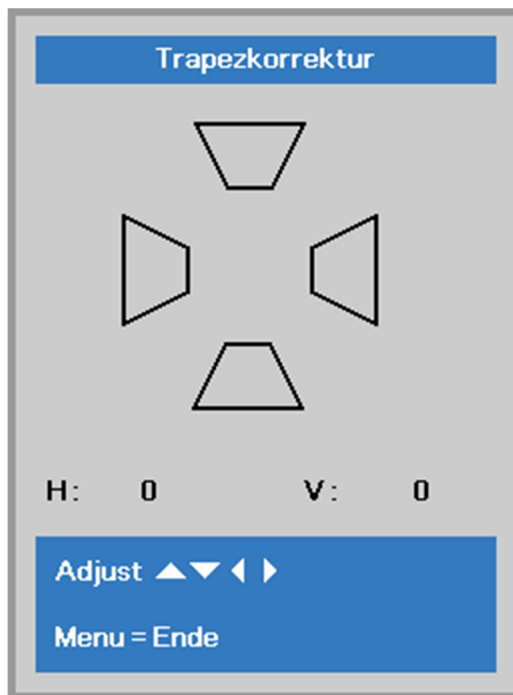 Trapezkorrektur
H: 0 V: 0
Adjust ▲▼◀ ▶
Menu = Ende